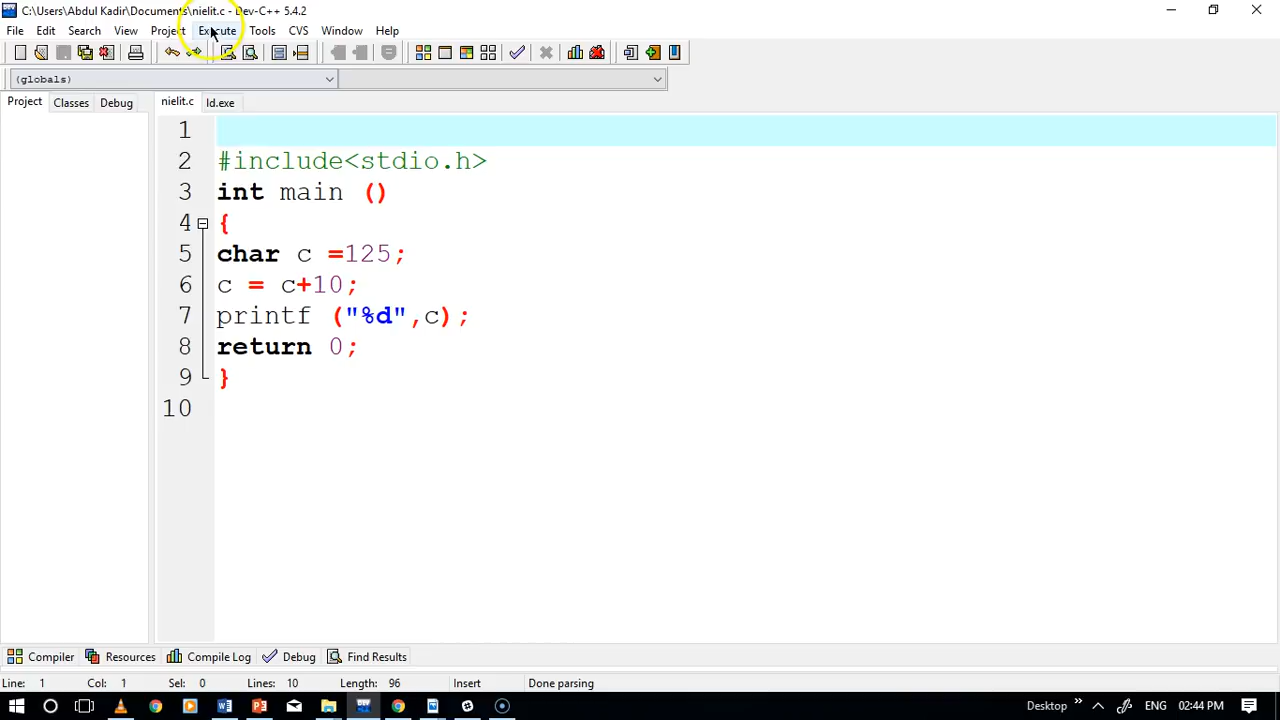 C:\Users\Abdul Kadir\Documents\nielit.c - Dev-C++ 5.4.2
File Edit Search View Project Execute Tools CVS Window Help
(globals)
Project Classes Debug nielit.c ld.exe
1
2 #include<stdio.h>
3 int main ()
4 {
5 char c =125;
6 c = c+10;
7 printf ("%d",c);
8 return 0;
9 }
10
Compiler Resources Compile Log Debug Find Results
Line: 1 Col: 1 Sel: 0 Lines: 10 Length: 96 Insert Done parsing
Desktop ENG 02:44 PM